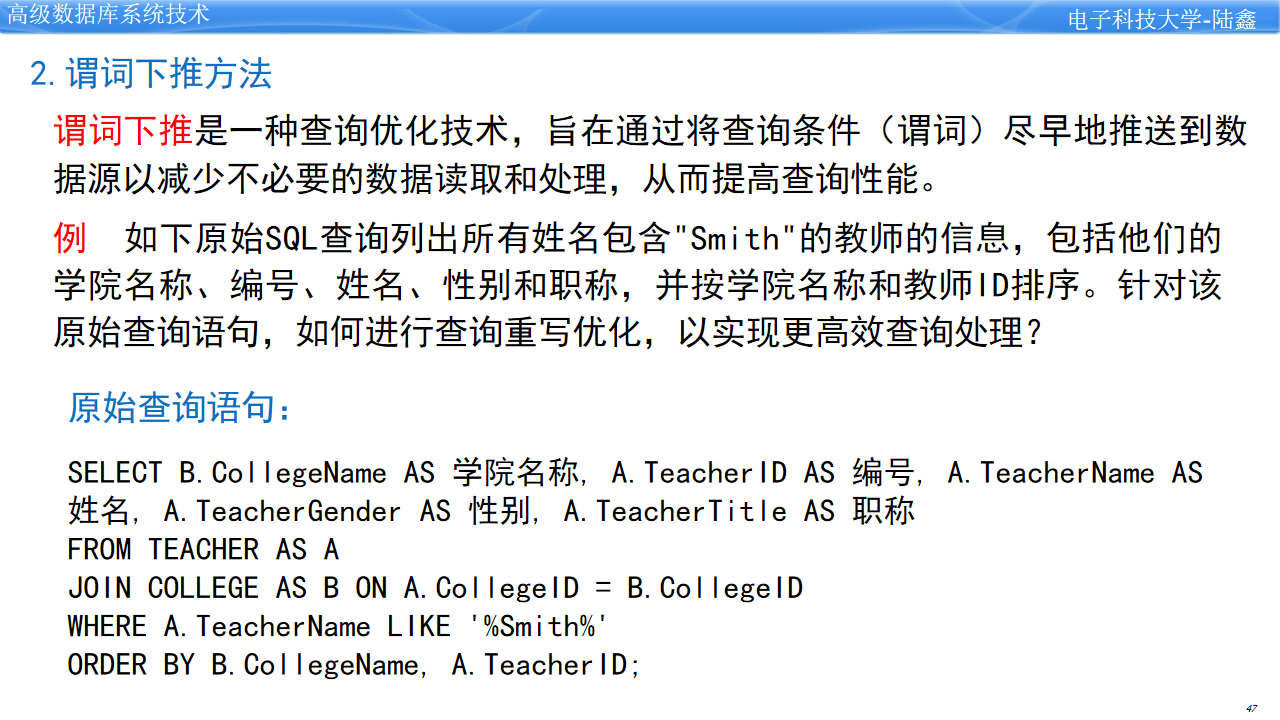 高级数据库系统技术
电子科技大学-陆鑫
2.谓词下推方法
谓词下推是一种查询优化技术，旨在通过将查询条件（谓词）尽早地推送到数
据源以减少不必要的数据读取和处理，从而提高查询性能。
例 如下原始SQL查询列出所有姓名包含"Smith"的教师的信息，包括他们的
学院名称、编号、姓名、性别和职称，并按学院名称和教师ID排序。针对该
原始查询语句，如何进行查询重写优化，以实现更高效查询处理？
原始查询语句：
SELECT B.CollegeName AS 学院名称, A.TeacherID AS 编号, A.TeacherName AS
姓名, A.TeacherGender AS 性别, A.TeacherTitle AS 职称
FROM TEACHER AS A
JOIN COLLEGE AS B ON A.CollegeID = B.CollegeID
WHERE A.TeacherName LIKE '%Smith%'
ORDER BY B.CollegeName, A.TeacherID;
47